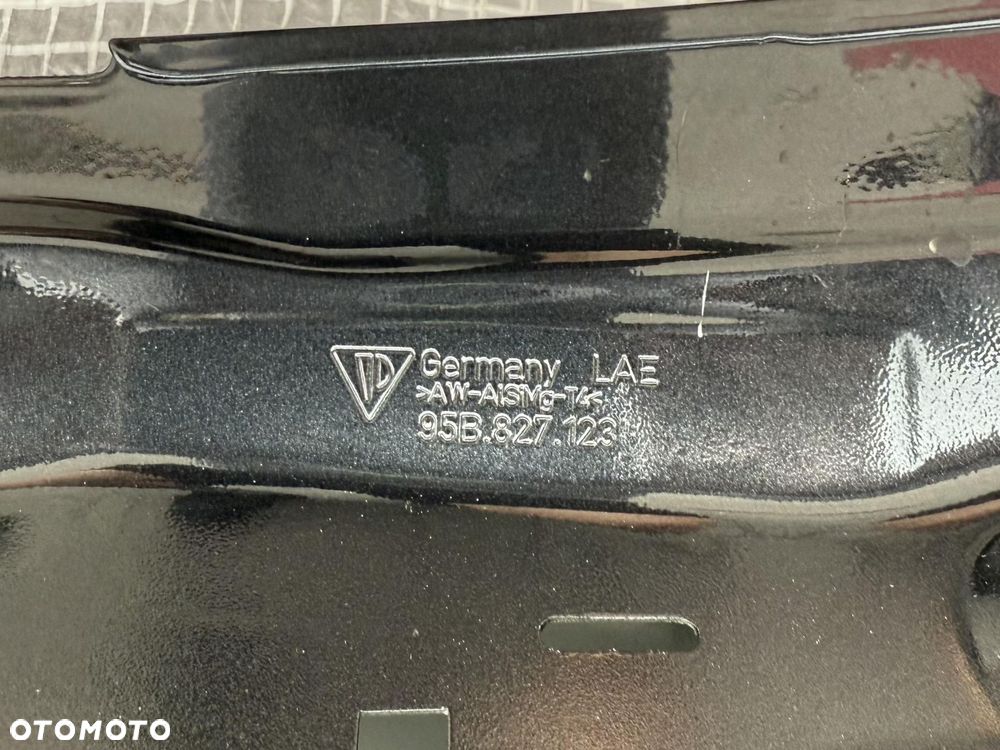 Germany LAE
>AW-AlSiMg-T4<
95B.827.123
OTOMOTO